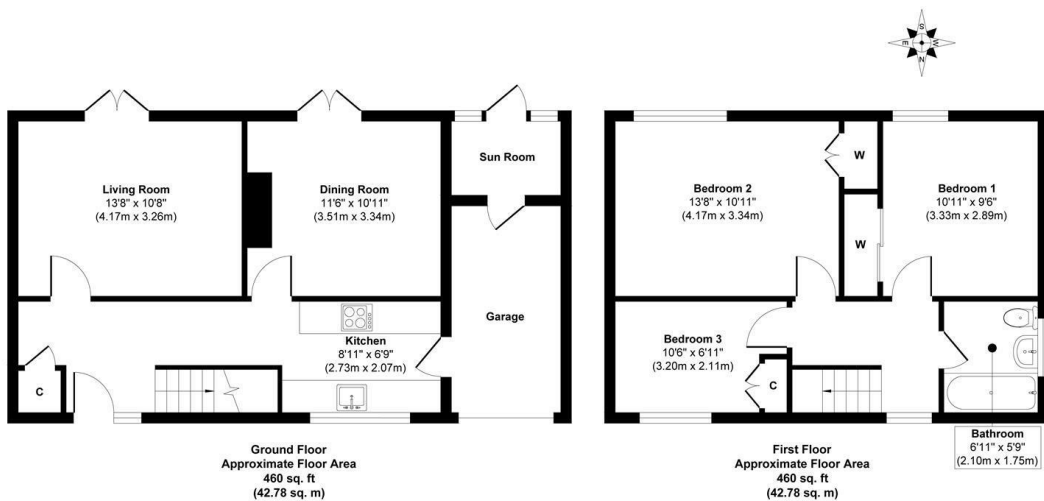 S
E
W
N
Living Room
13'8" x 10'8"
(4.17m x 3.26m)
Dining Room
11'6" x 10'11"
(3.51m x 3.34m)
Sun Room
Garage
Kitchen
8'11" x 6'9"
(2.73m x 2.07m)
C
Ground Floor
Approximate Floor Area
460 sq. ft
(42.78 sq. m)
Bedroom 2
13'8" x 10'11"
(4.17m x 3.34m)
W
W
Bedroom 1
10'11" x 9'6"
(3.33m x 2.89m)
Bedroom 3
10'6" x 6'11"
(3.20m x 2.11m)
C
Bathroom
6'11" x 5'9"
(2.10m x 1.75m)
First Floor
Approximate Floor Area
460 sq. ft
(42.78 sq. m)